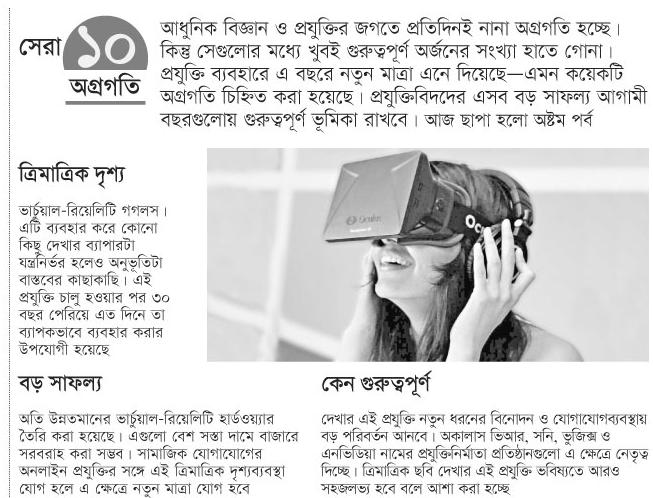 সেরা
১০
অগ্রগতি
আধুনিক বিজ্ঞান ও প্রযুক্তির জগতে প্রতিদিনই নানা অগ্রগতি হচ্ছে।
কিন্তু সেগুলোর মধ্যে খুবই গুরুত্বপূর্ণ অর্জনের সংখ্যা হাতে গোনা।
প্রযুক্তি ব্যবহারে এ বছরে নতুন মাত্রা এনে দিয়েছে—এমন কয়েকটি
অগ্রগতি চিহ্নিত করা হয়েছে। প্রযুক্তিবিদদের এসব বড় সাফল্য আগামী
বছরগুলোয় গুরুত্বপূর্ণ ভূমিকা রাখবে। আজ ছাপা হলো অষ্টম পর্ব
ত্রিমাত্রিক দৃশ্য
ভার্চুয়াল-রিয়েলিটি গগলস।
এটি ব্যবহার করে কোনো
কিছু দেখার ব্যাপারটা
যন্ত্রনির্ভর হলেও অনুভূতিটা
বাস্তবের কাছাকাছি। এই
প্রযুক্তি চালু হওয়ার পর ৩০
বছর পেরিয়ে এত দিনে তা
ব্যাপকভাবে ব্যবহার করার
উপযোগী হয়েছে
Oculus
বড় সাফল্য
অতি উন্নতমানের ভার্চুয়াল-রিয়েলিটি হার্ডওয়্যার
তৈরি করা হয়েছে। এগুলো বেশ সস্তা দামে বাজারে
সরবরাহ করা সম্ভব। সামাজিক যোগাযোগের
অনলাইন প্রযুক্তির সঙ্গে এই ত্রিমাত্রিক দৃশ্যব্যবস্থা
যোগ হলে এ ক্ষেত্রে নতুন মাত্রা যোগ হবে
কেন গুরুত্বপূর্ণ
দেখার এই প্রযুক্তি নতুন ধরনের বিনোদন ও যোগাযোগব্যবস্থায়
বড় পরিবর্তন আনবে। অকালাস ভিআর, সনি, ভুজিক্স ও
এনভিডিয়া নামের প্রযুক্তিনির্মাতা প্রতিষ্ঠানগুলো এ ক্ষেত্রে নেতৃত্ব
দিচ্ছে। ত্রিমাত্রিক ছবি দেখার এই প্রযুক্তি ভবিষ্যতে আরও
সহজলভ্য হবে বলে আশা করা হচ্ছে